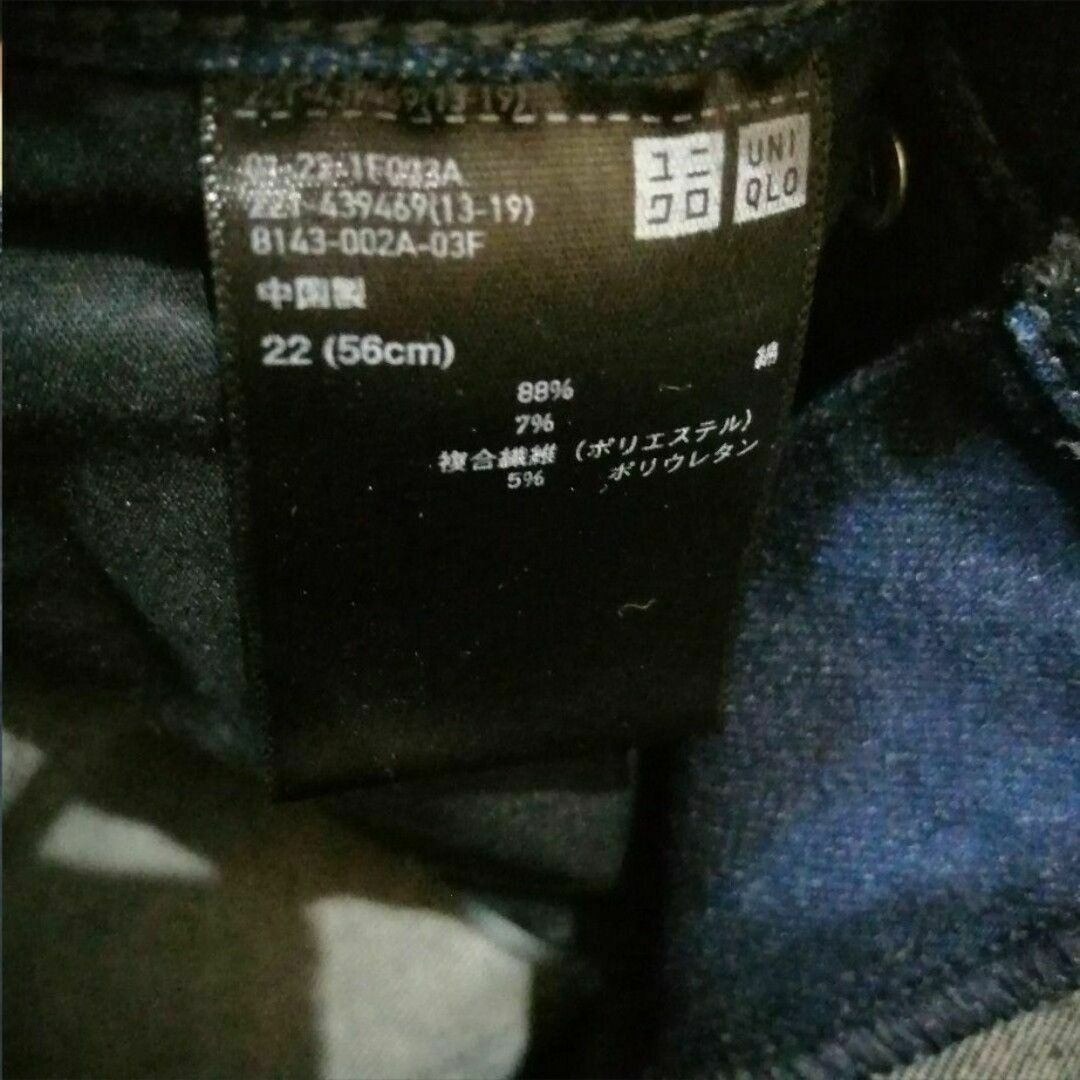 221-439469(13-19)
ユニ
クロ
UNI
QLO
8143-002A-03F
中国製
22 (56cm)
綿
88%
7%
複合繊維 (ポリエステル)
5% ポリウレタン